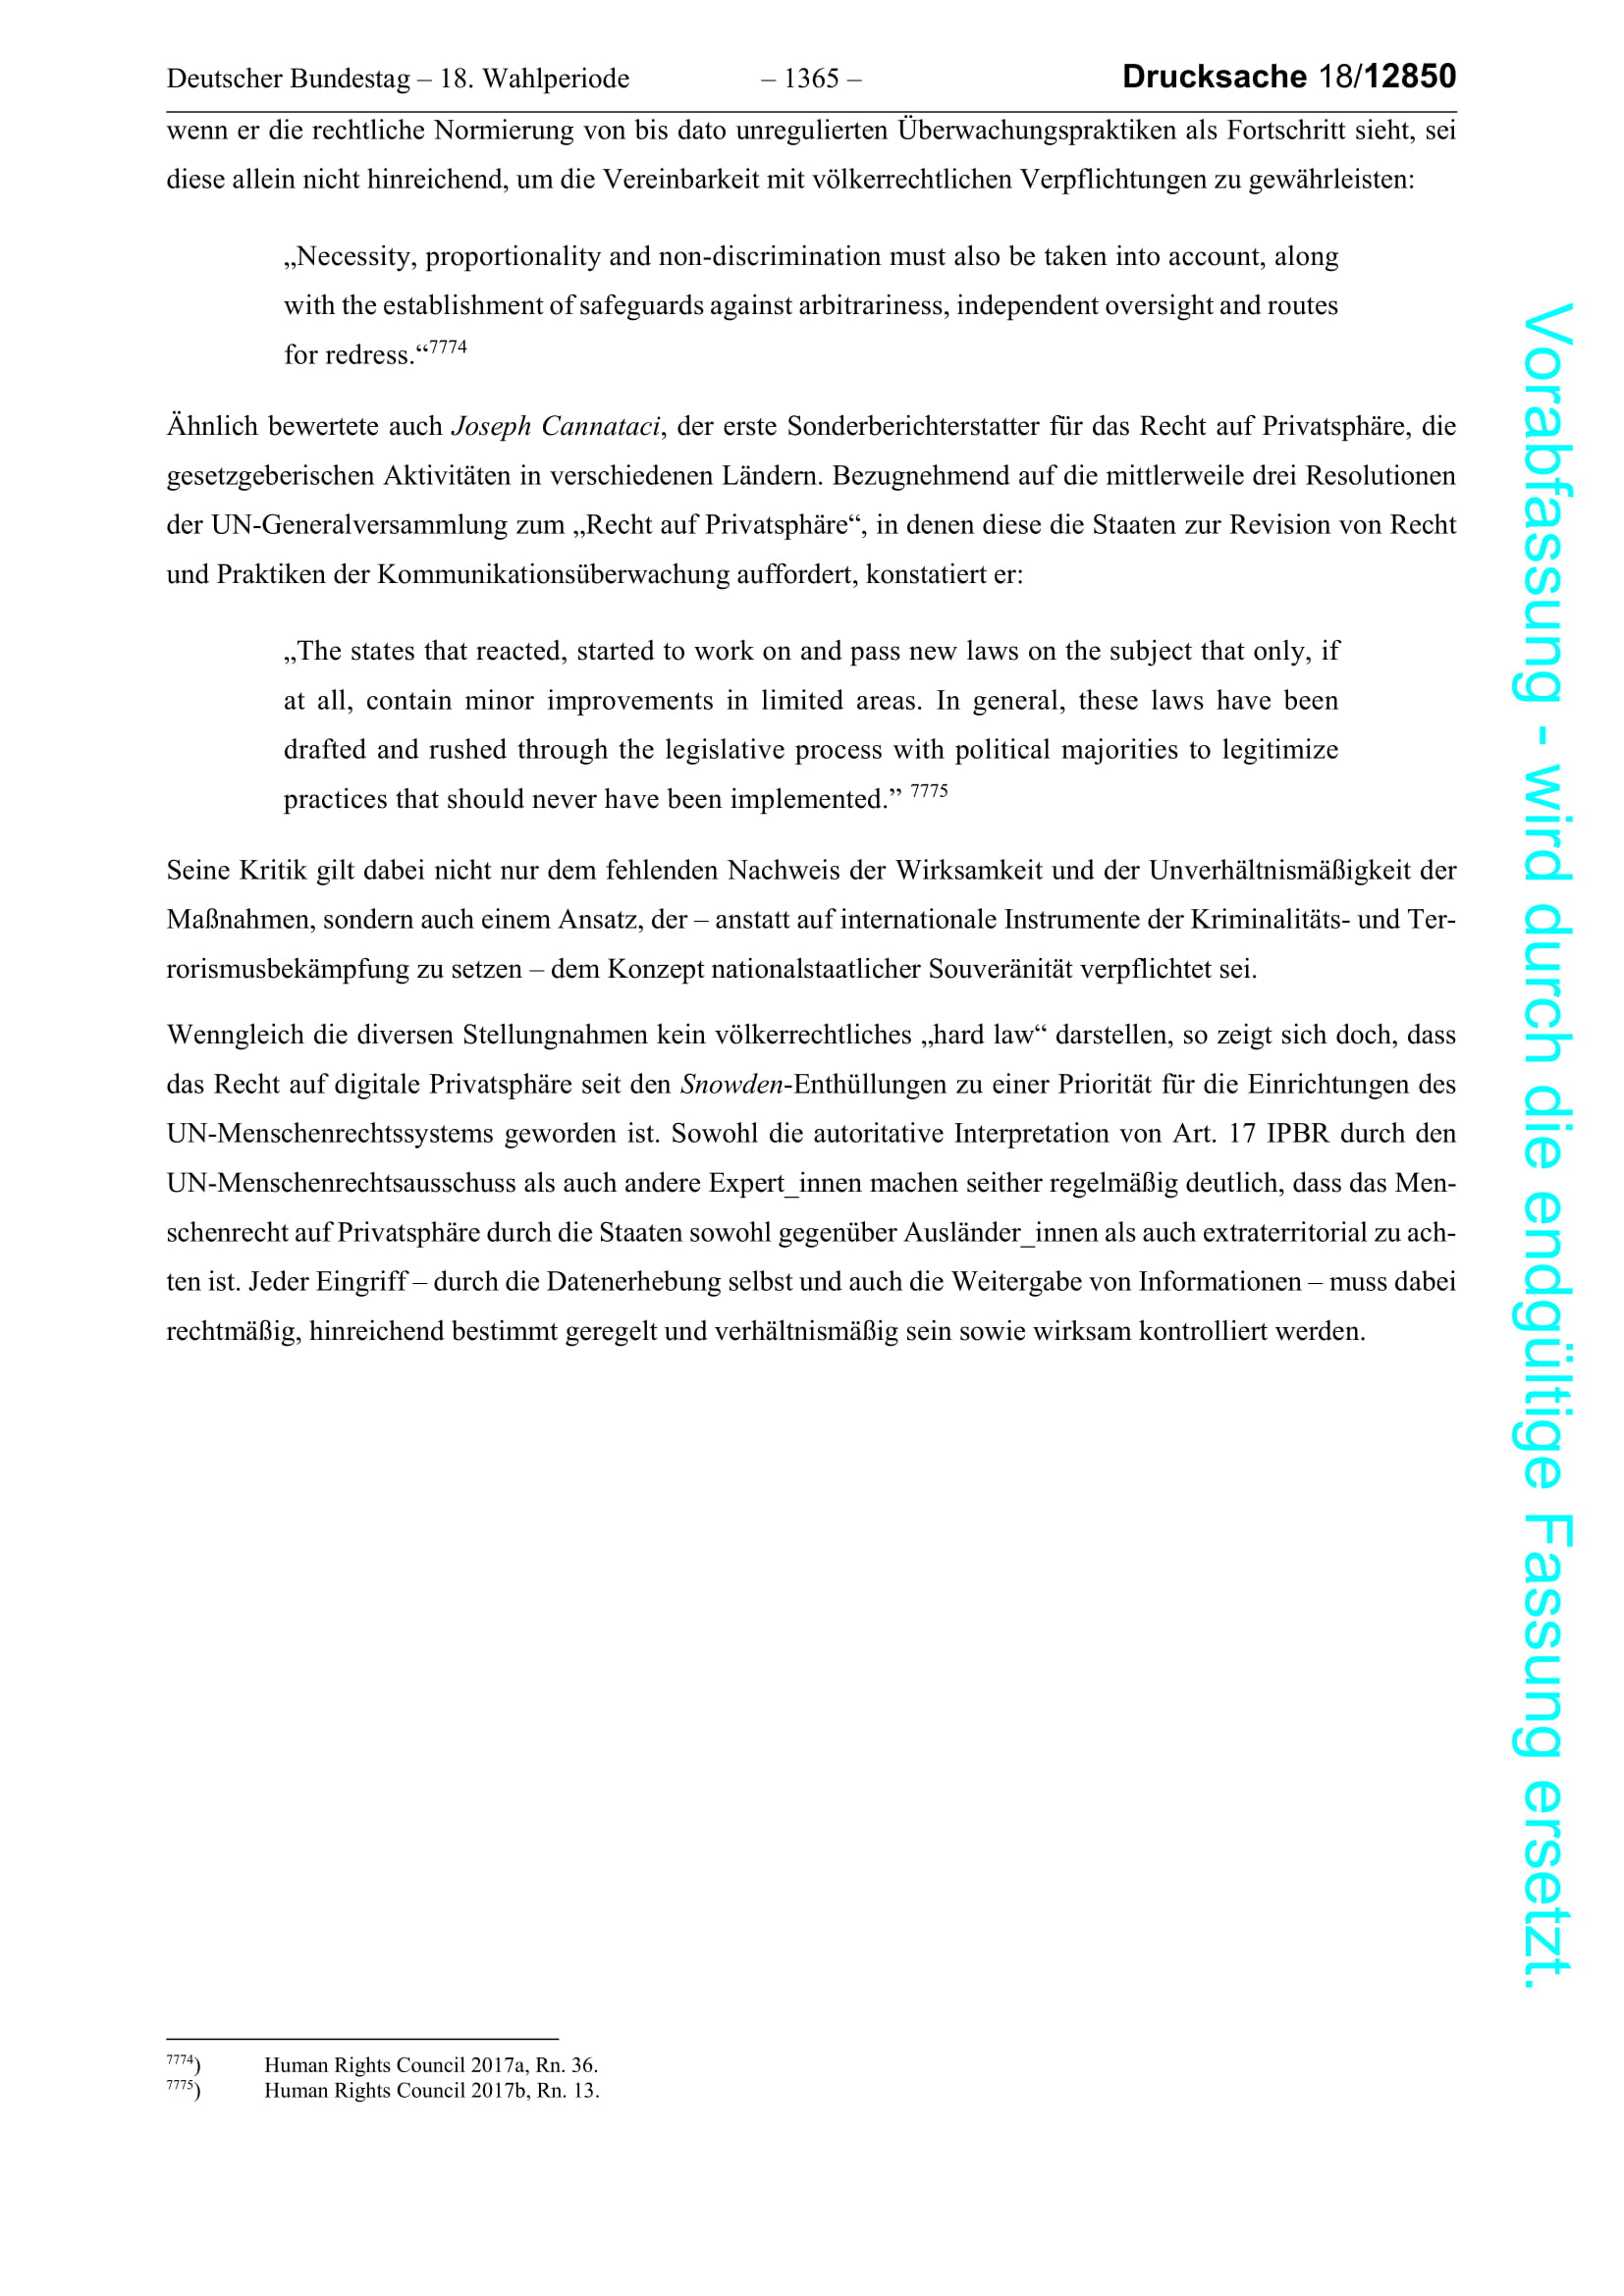 Deutscher Bundestag – 18. Wahlperiode – 1365 – Drucksache 18/12850
wenn er die rechtliche Normierung von bis dato unregulierten Überwachungspraktiken als Fortschritt sieht, sei
diese allein nicht hinreichend, um die Vereinbarkeit mit völkerrechtlichen Verpflichtungen zu gewährleisten:
„Necessity, proportionality and non-discrimination must also be taken into account, along
with the establishment of safeguards against arbitrariness, independent oversight and routes
for redress.“7774
Ähnlich bewertete auch Joseph Cannataci, der erste Sonderberichterstatter für das Recht auf Privatsphäre, die
gesetzgeberischen Aktivitäten in verschiedenen Ländern. Bezugnehmend auf die mittlerweile drei Resolutionen
der UN-Generalversammlung zum „Recht auf Privatsphäre“, in denen diese die Staaten zur Revision von Recht
und Praktiken der Kommunikationsüberwachung auffordert, konstatiert er:
„The states that reacted, started to work on and pass new laws on the subject that only, if
at all, contain minor improvements in limited areas. In general, these laws have been
drafted and rushed through the legislative process with political majorities to legitimize
practices that should never have been implemented.” 7775
Seine Kritik gilt dabei nicht nur dem fehlenden Nachweis der Wirksamkeit und der Unverhältnismäßigkeit der
Maßnahmen, sondern auch einem Ansatz, der – anstatt auf internationale Instrumente der Kriminalitäts- und Ter-
rorismusbekämpfung zu setzen – dem Konzept nationalstaatlicher Souveränität verpflichtet sei.
Wenngleich die diversen Stellungnahmen kein völkerrechtliches „hard law“ darstellen, so zeigt sich doch, dass
das Recht auf digitale Privatsphäre seit den Snowden-Enthüllungen zu einer Priorität für die Einrichtungen des
UN-Menschenrechtssystems geworden ist. Sowohl die autoritative Interpretation von Art. 17 IPBR durch den
UN-Menschenrechtsausschuss als auch andere Expert_innen machen seither regelmäßig deutlich, dass das Men-
schenrecht auf Privatsphäre durch die Staaten sowohl gegenüber Ausländer_innen als auch extraterritorial zu ach-
ten ist. Jeder Eingriff – durch die Datenerhebung selbst und auch die Weitergabe von Informationen – muss dabei
rechtmäßig, hinreichend bestimmt geregelt und verhältnismäßig sein sowie wirksam kontrolliert werden.
7774) Human Rights Council 2017a, Rn. 36.
7775) Human Rights Council 2017b, Rn. 13.
Vorabfassung - wird durch die endgültige Fassung ersetzt.